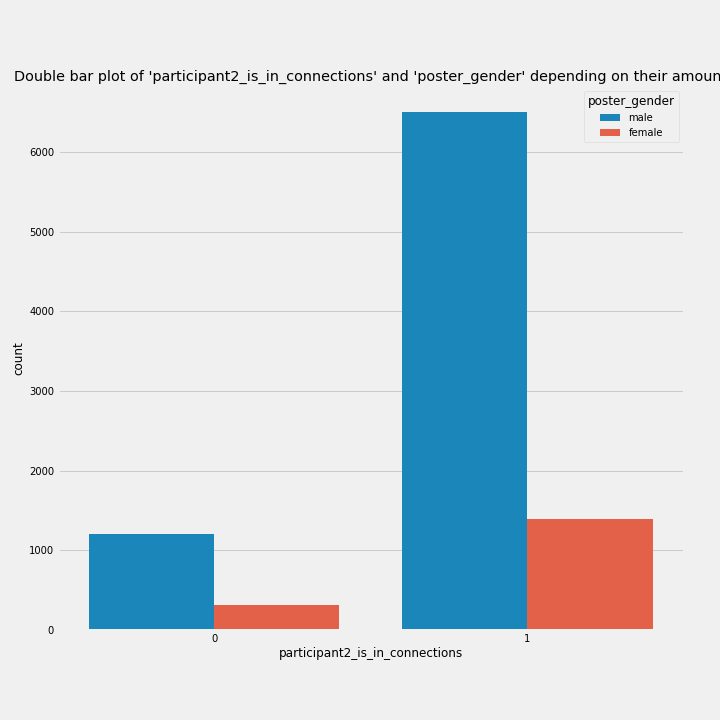 Double bar plot of 'participant2_is_in_connections' and 'poster_gender' depending on their amoun
poster_gender
male
female
6000
5000
4000
3000
2000
1000
0
count
0
1
participant2_is_in_connections